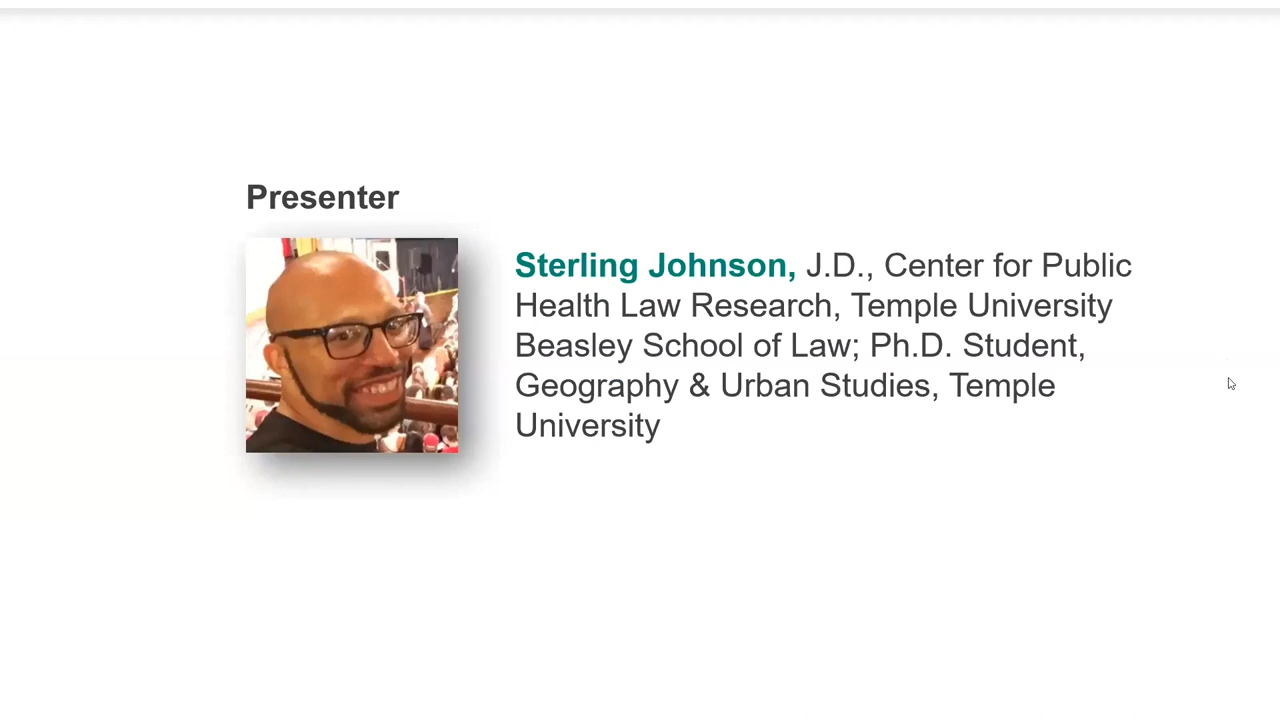 Presenter
Sterling Johnson, J.D., Center for Public
Health Law Research, Temple University
Beasley School of Law; Ph.D. Student,
Geography & Urban Studies, Temple
University